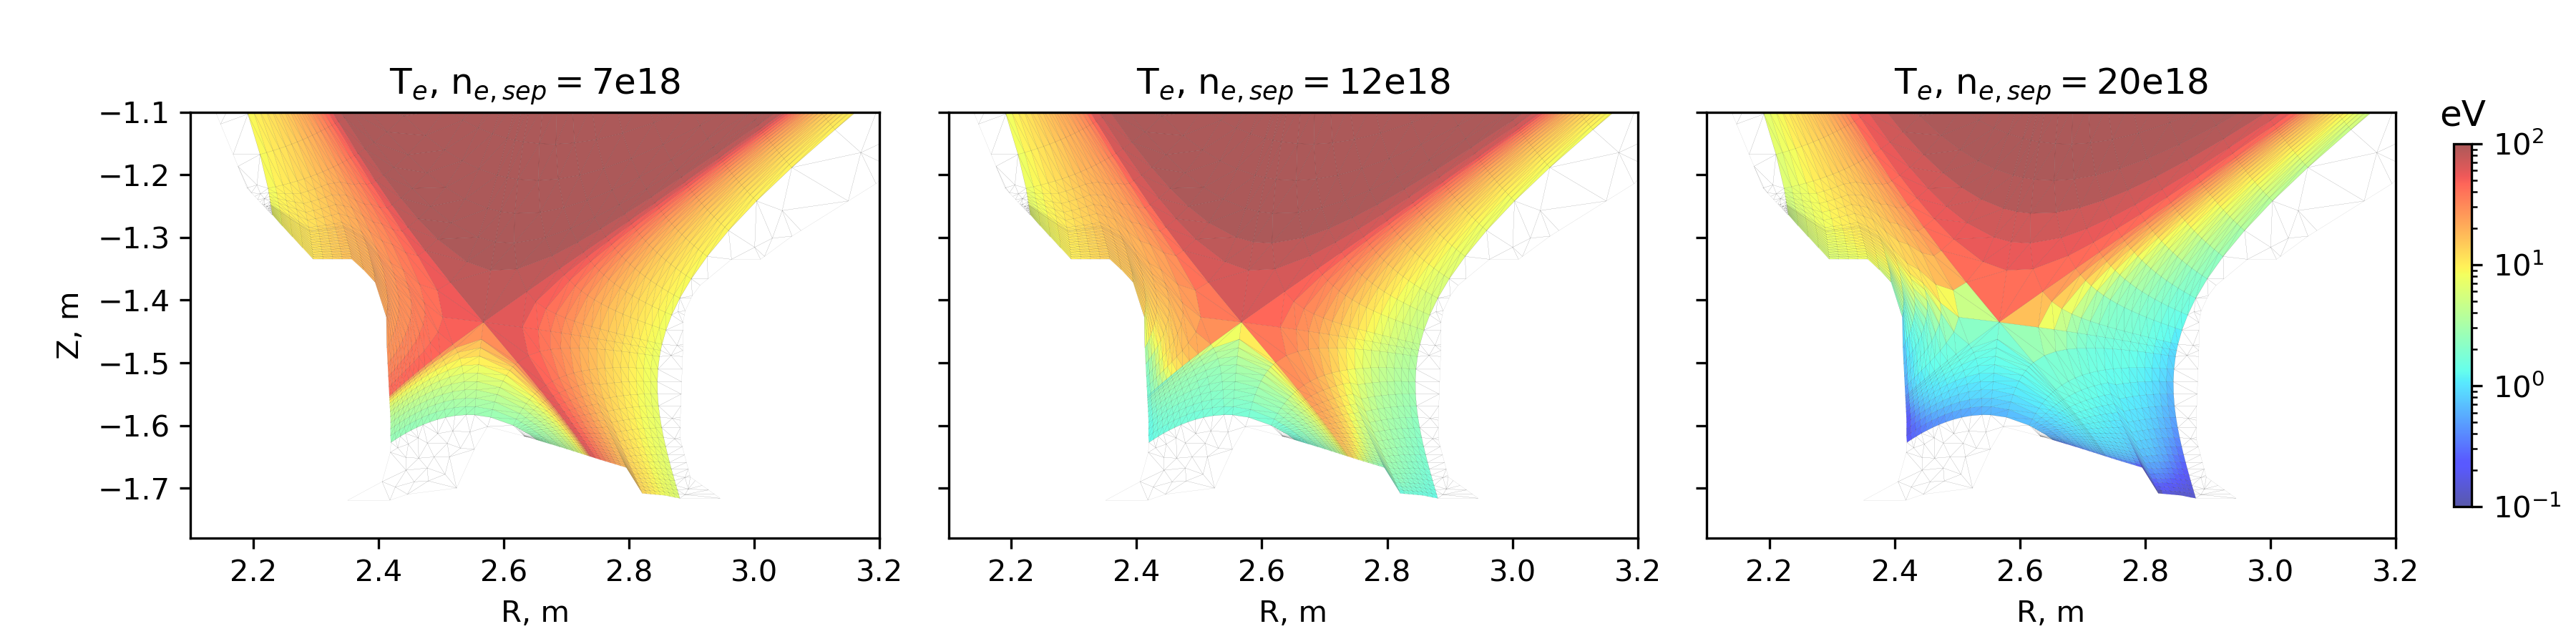 Tₑ, nₑ,ₛₑₚ = 7e18
Tₑ, nₑ,ₛₑₚ = 12e18
Tₑ, nₑ,ₛₑₚ = 20e18
eV
10²
10¹
10⁰
10⁻¹
Z, m
−1.1
−1.2
−1.3
−1.4
−1.5
−1.6
−1.7
2.2 2.4 2.6 2.8 3.0 3.2
2.2 2.4 2.6 2.8 3.0 3.2
2.2 2.4 2.6 2.8 3.0 3.2
R, m
R, m
R, m